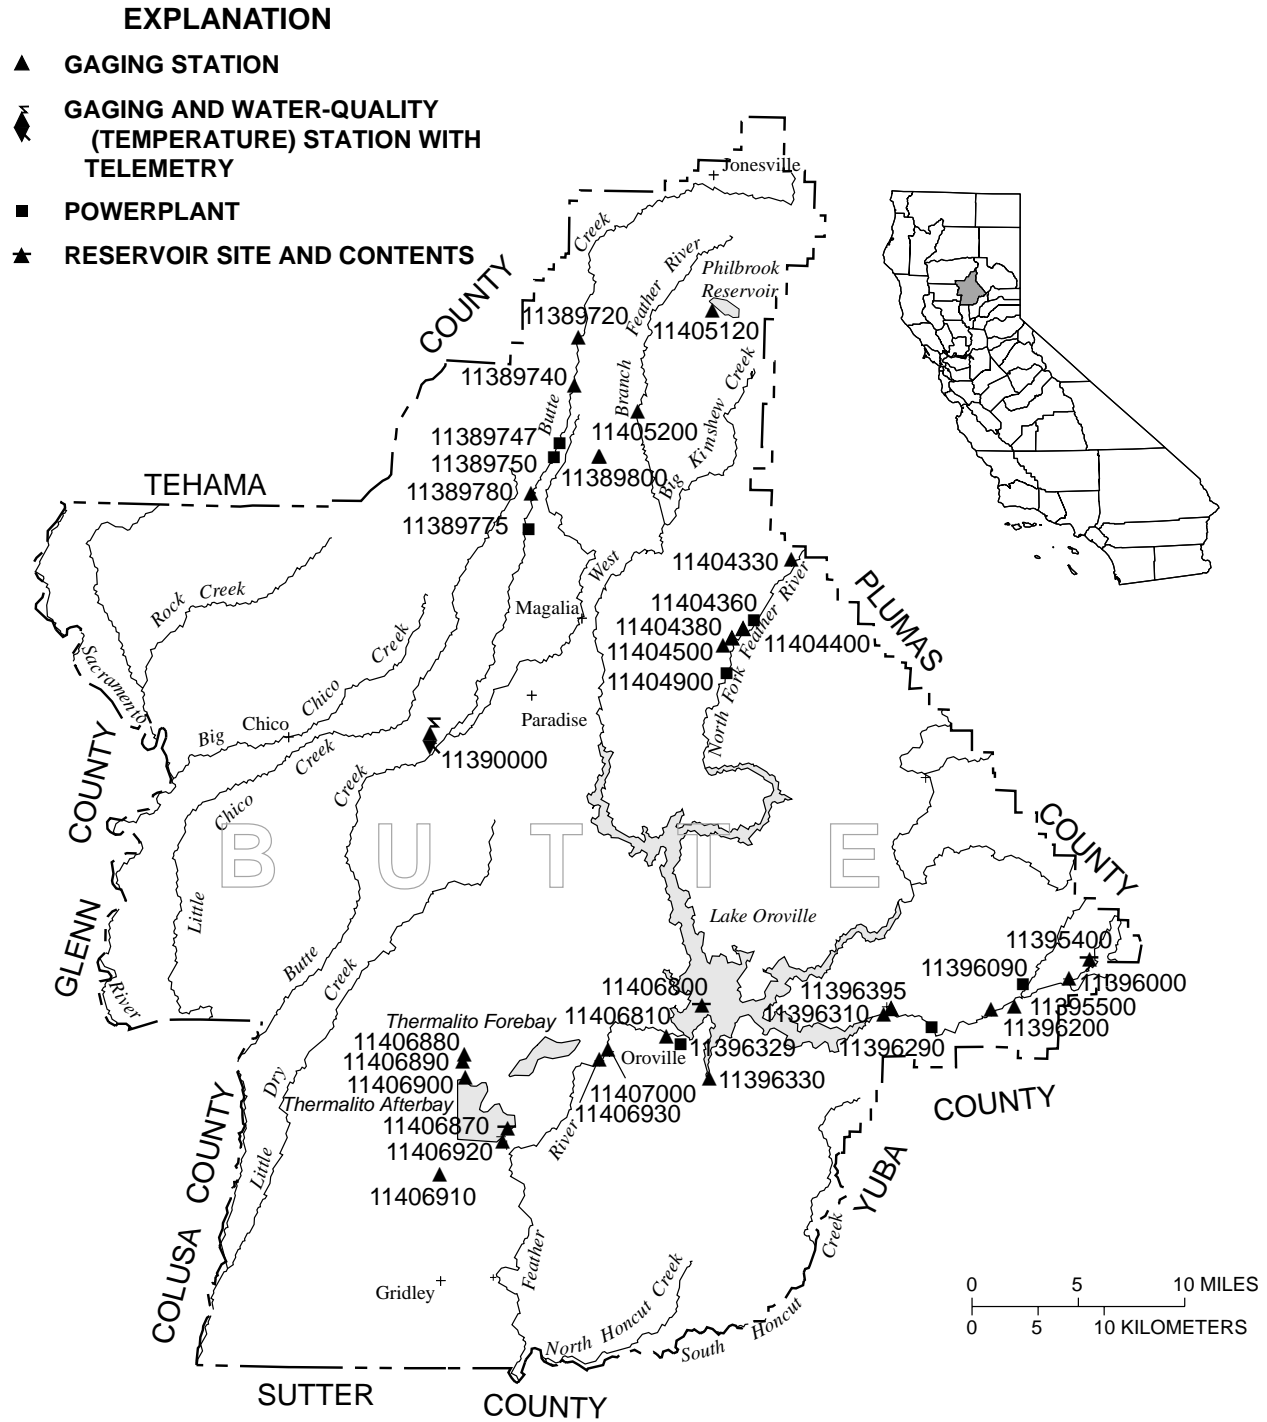 EXPLANATION
GAGING STATION
GAGING AND WATER-QUALITY
(TEMPERATURE) STATION WITH
TELEMETRY
POWERPLANT
RESERVOIR SITE AND CONTENTS
Jonesville
Creek
Feather River
Philbrook
Reservoir
COUNTY
11389720
11405120
11389740
Branch
Big Kimshew Creek
Butte
11389747
11405200
11389750
11389800
TEHAMA
11389780
11389775
West
11404330
PLUMAS
Rock Creek
Magalia
11404360
11404380
11404400
11404500
North Fork Feather River
11404900
Sacramento
Big Chico Creek
Chico
Paradise
11390000
COUNTY
Little Chico Creek
Creek
BUTTE
COUNTY
Lake Oroville
GLENN
River
Butte
Creek
11395400
11396090
11396000
11406800
11396395
11395500
11406810
11396310
11396200
Thermalito Forebay
11406880
11406890
Oroville
11396329
11396290
11406900
11396330
11407000
Thermalito Afterbay
11406930
COUNTY
11406870
11406920
River
11406910
Little Dry
COUNTY
YUBA
COLUSA
Gridley
Feather
North Honcut Creek
South Honcut Creek
0 5 10 MILES
0 5 10 KILOMETERS
SUTTER COUNTY